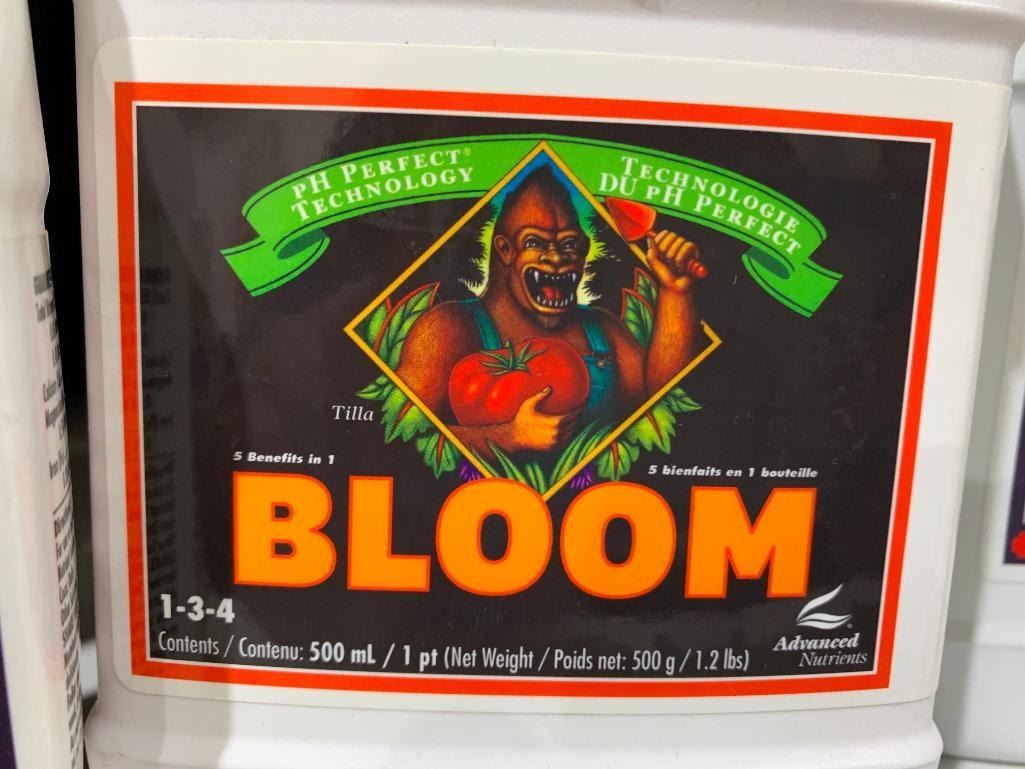 pH PERFECT®
TECHNOLOGY
TECHNOLOGIE
DU pH PERFECT
Tilla
5 Benefits in 1
5 bienfaits en 1 bouteille
BLOOM
1-3-4
Contents / Contenu: 500 mL / 1 pt (Net Weight / Poids net: 500 g / 1.2 lbs)
Advanced
Nutrients